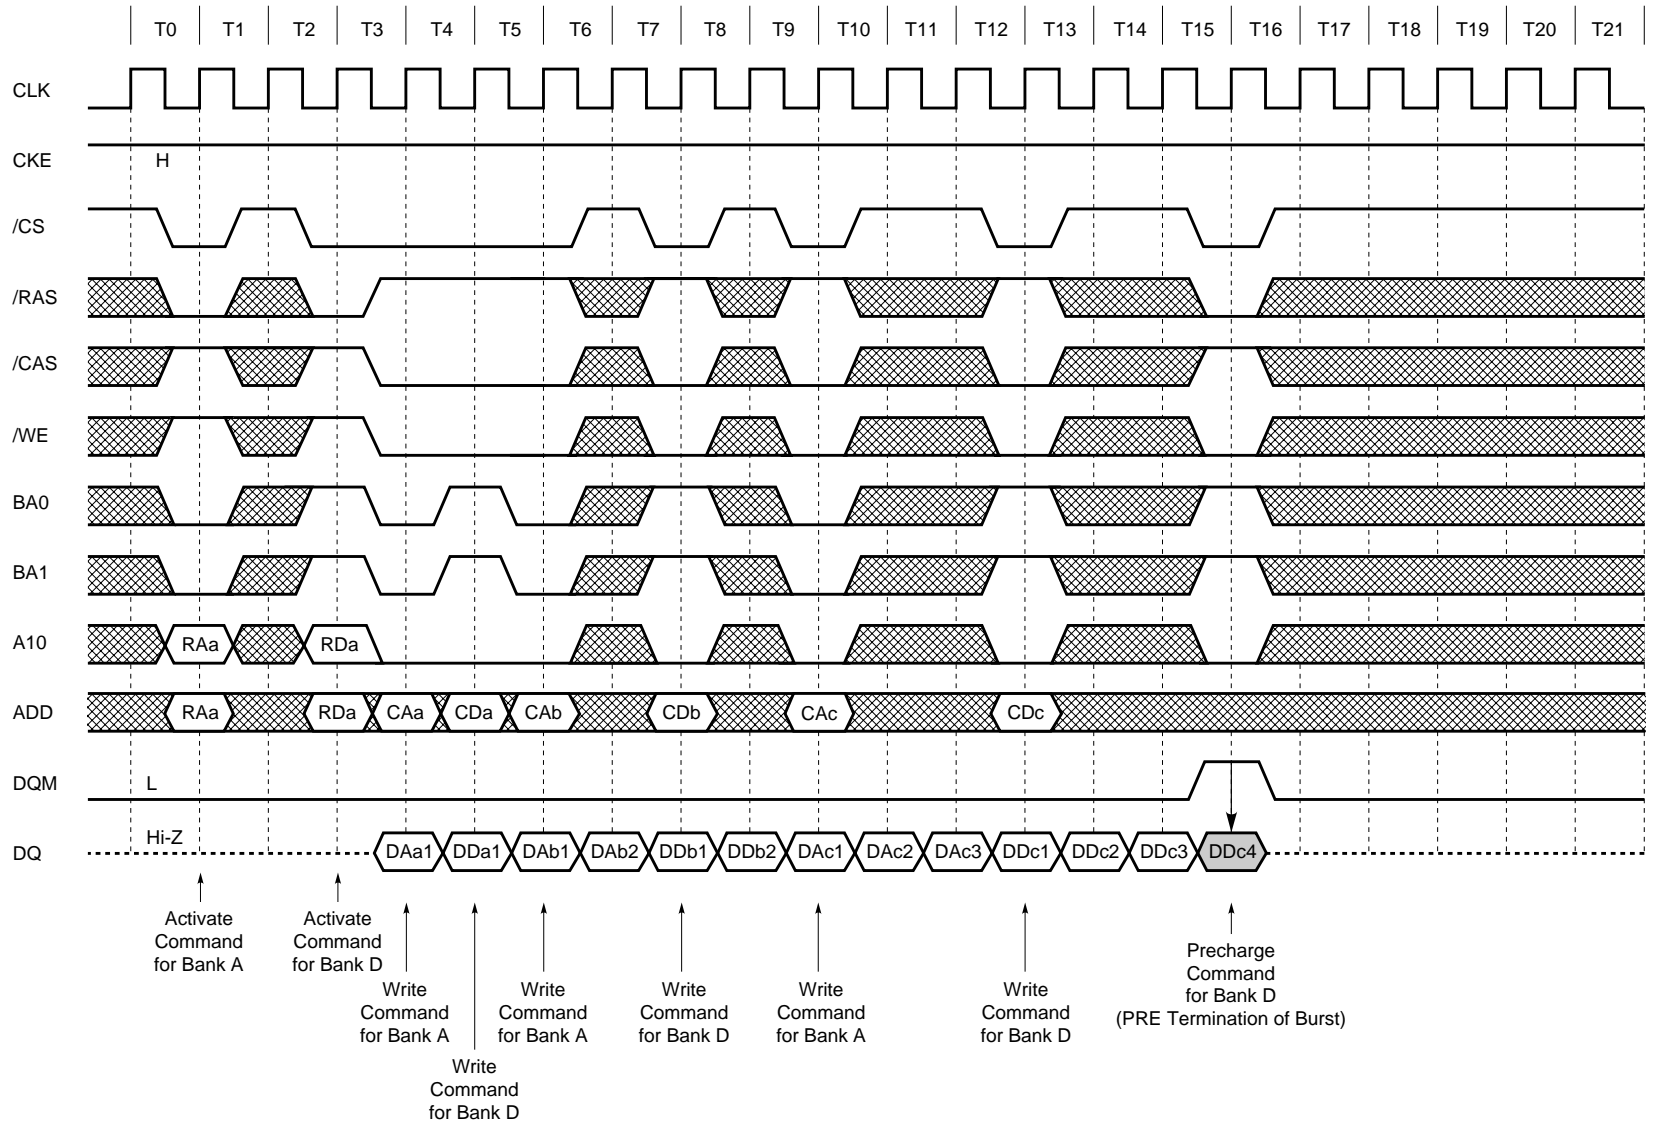 T0 T1 T2 T3 T4 T5 T6 T7 T8 T9 T10 T11 T12 T13 T14 T15 T16 T17 T18 T19 T20 T21
CLK
CKE H
/CS
/RAS
/CAS
/WE
BA0
BA1
A10 RAa RDa
ADD RAa RDa CAa CDa CAb CDb CAc CDc
DQM L
Hi-Z
DQ DAa1 DDa1 DAb1 DAb2 DDb1 DDb2 DAc1 DAc2 DAc3 DDc1 DDc2 DDc3 DDc4
Activate
Command
for Bank A
Activate
Command
for Bank D
Write
Command
for Bank A
Write
Command
for Bank D
Write
Command
for Bank A
Write
Command
for Bank D
Write
Command
for Bank A
Write
Command
for Bank D
Precharge
Command
for Bank D
(PRE Termination of Burst)